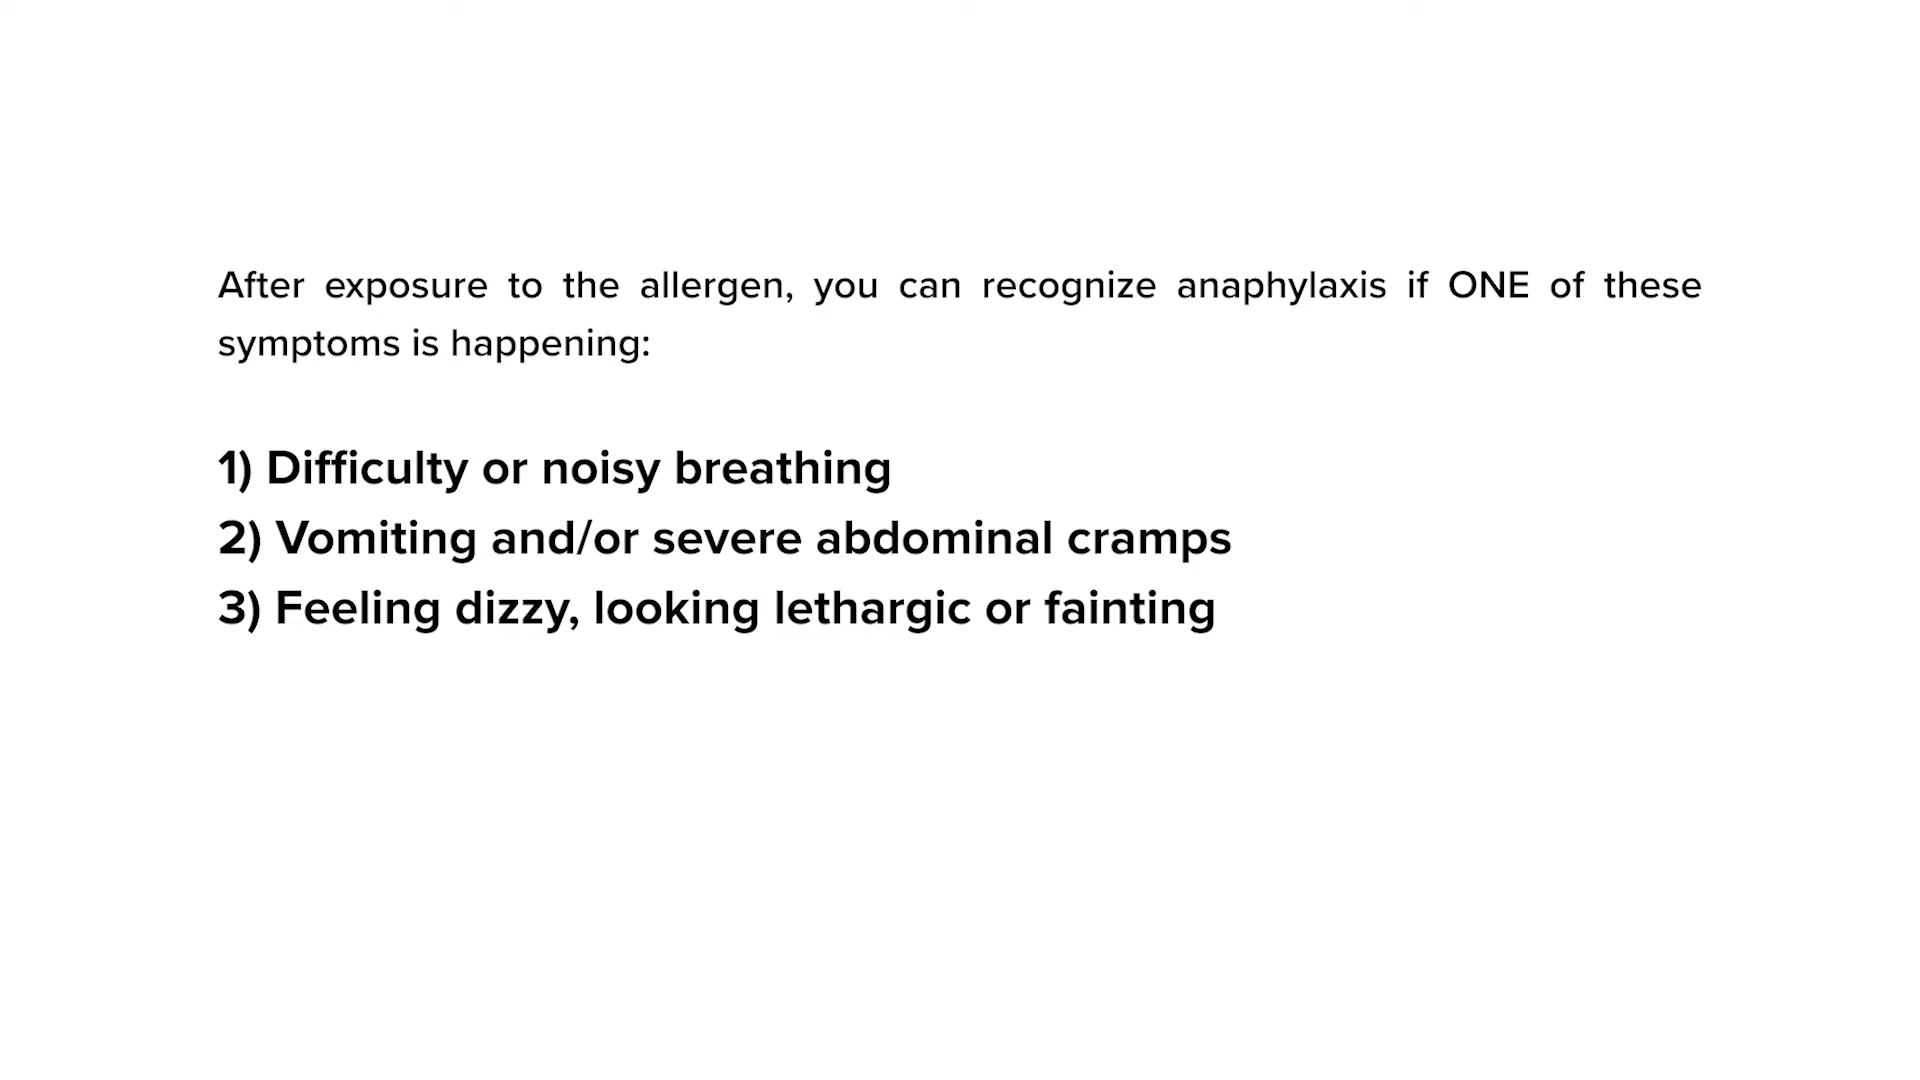 After exposure to the allergen, you can recognize anaphylaxis if ONE of these
symptoms is happening:
1) Difficulty or noisy breathing
2) Vomiting and/or severe abdominal cramps
3) Feeling dizzy, looking lethargic or fainting